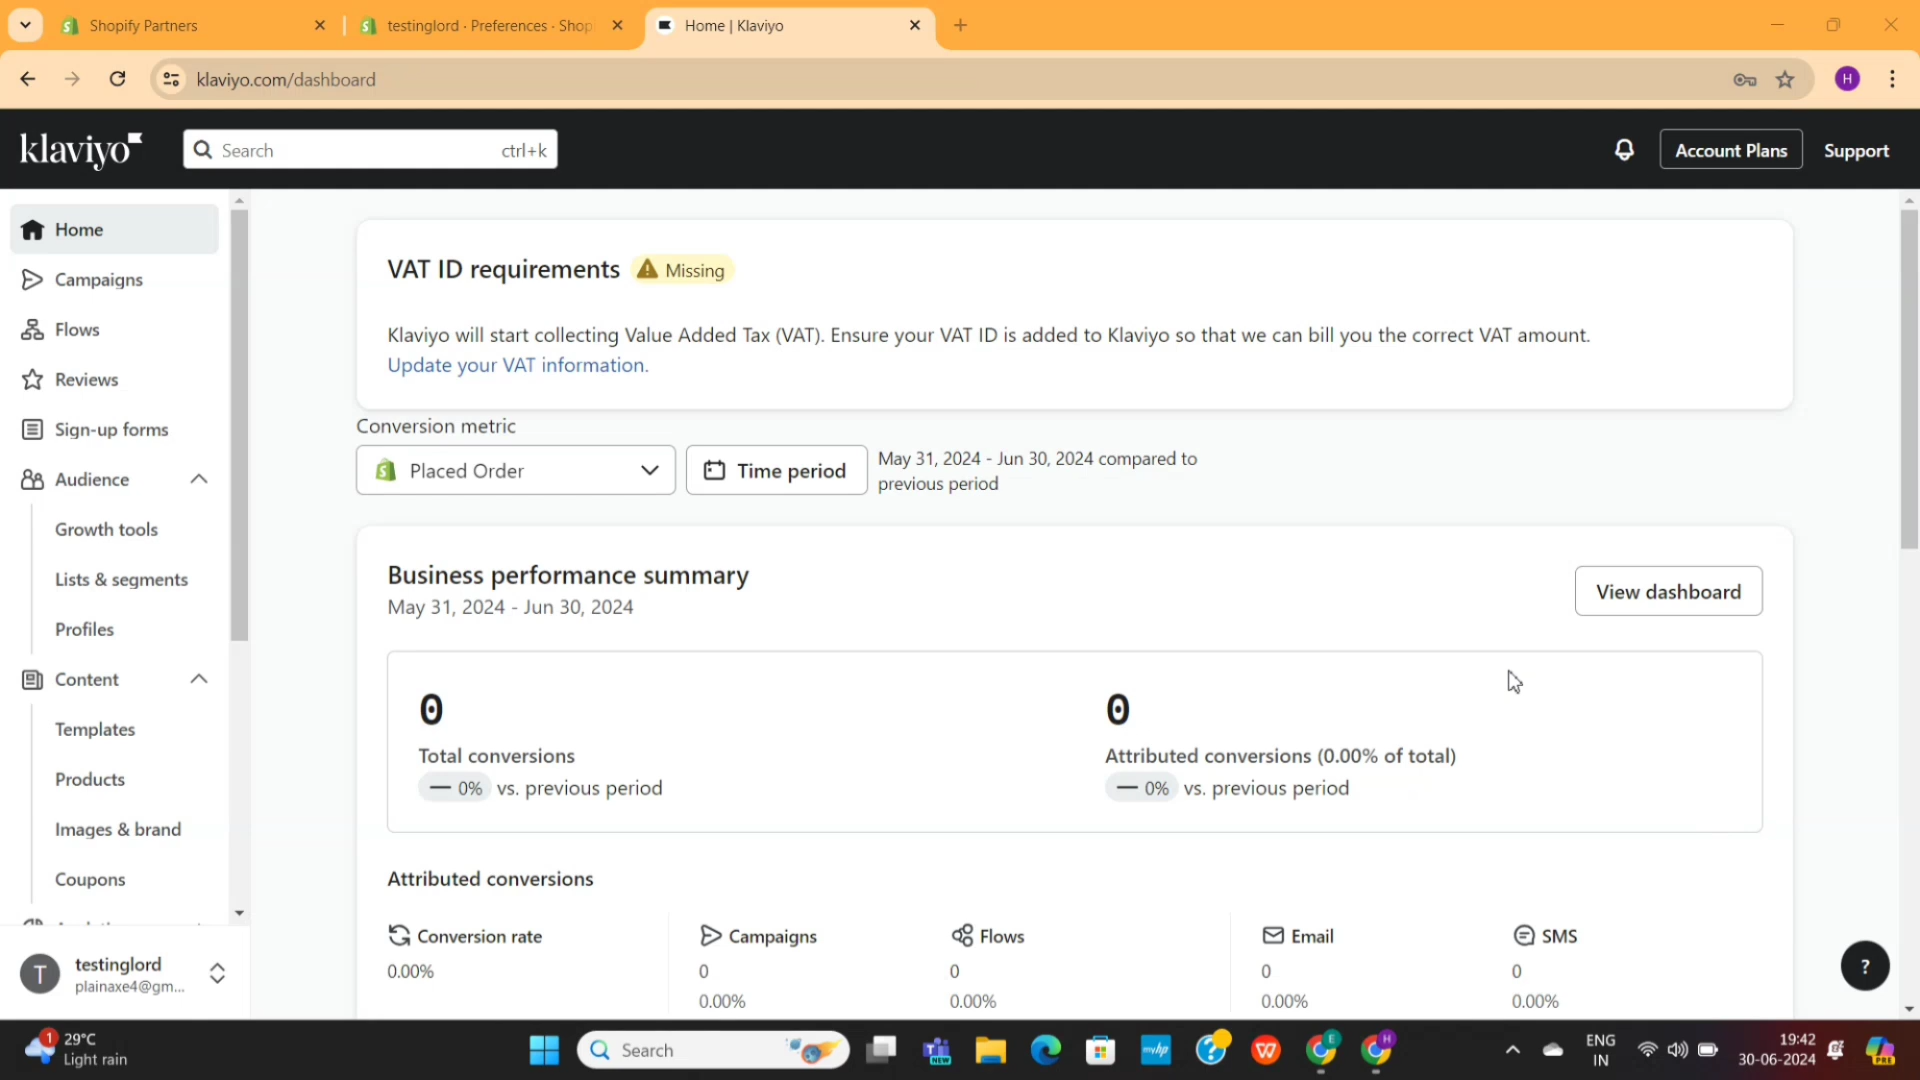 Shopify Partners
testinglord · Preferences · Shop
Home | Klaviyo
klaviyo.com/dashboard
H
klaviyo
Search
ctrl+k
Account Plans
Support
Home
Campaigns
Flows
Reviews
Sign-up forms
Audience
Growth tools
Lists & segments
Profiles
Content
Templates
Products
Images & brand
Coupons
T
testinglord
plainaxe4@gm...
VAT ID requirements
Missing
Klaviyo will start collecting Value Added Tax (VAT). Ensure your VAT ID is added to Klaviyo so that we can bill you the correct VAT amount.
Update your VAT information.
Conversion metric
Placed Order
Time period
May 31, 2024 - Jun 30, 2024 compared to
previous period
Business performance summary
May 31, 2024 - Jun 30, 2024
View dashboard
0
Total conversions
— 0% vs. previous period
0
Attributed conversions (0.00% of total)
— 0% vs. previous period
Attributed conversions
Conversion rate
0.00%
Campaigns
0
0.00%
Flows
0
0.00%
Email
0
0.00%
SMS
0
0.00%
?
1
29°C
Light rain
Search
NEW
myhp
E
H
ENG
IN
19:42
30-06-2024
PRE